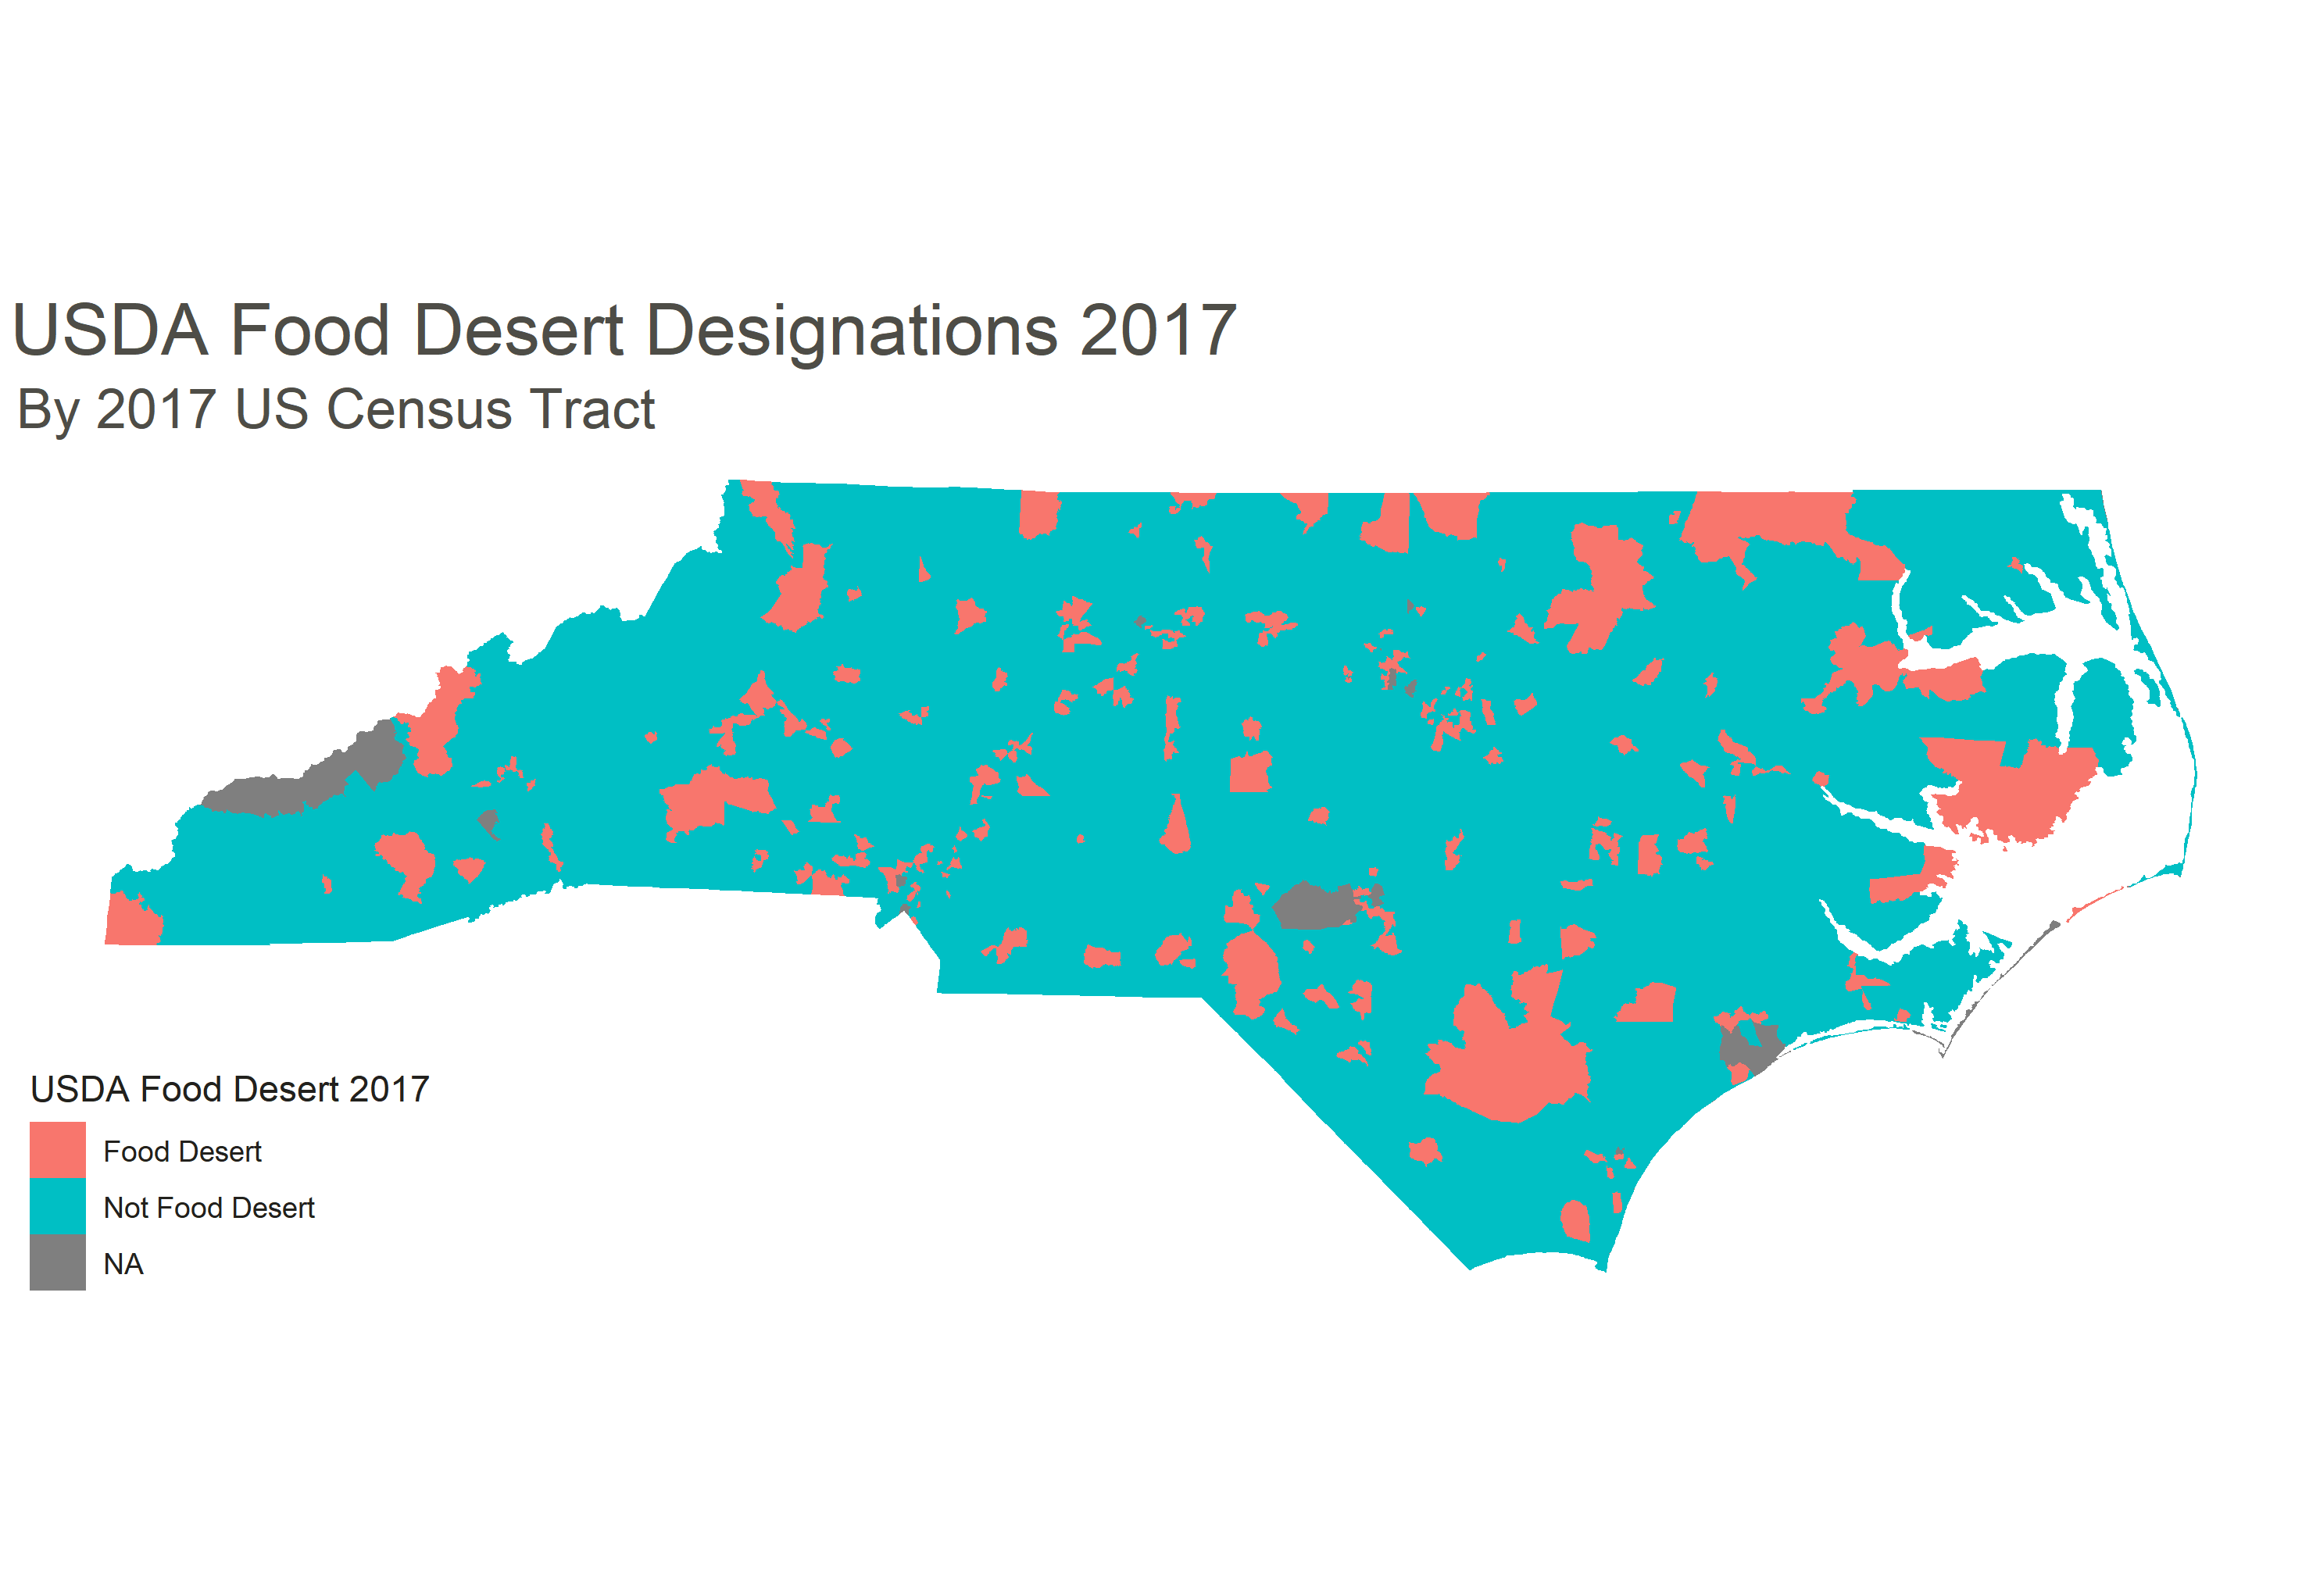 USDA Food Desert Designations 2017
By 2017 US Census Tract
USDA Food Desert 2017
Food Desert
Not Food Desert
NA